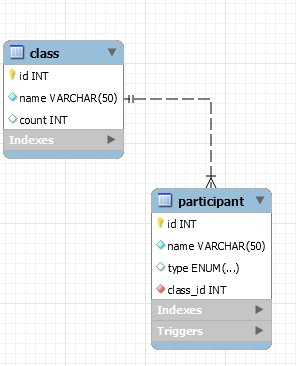 class
id INT
name VARCHAR(50)
count INT
Indexes
participant
id INT
name VARCHAR(50)
type ENUM(...)
class_id INT
Indexes
Triggers